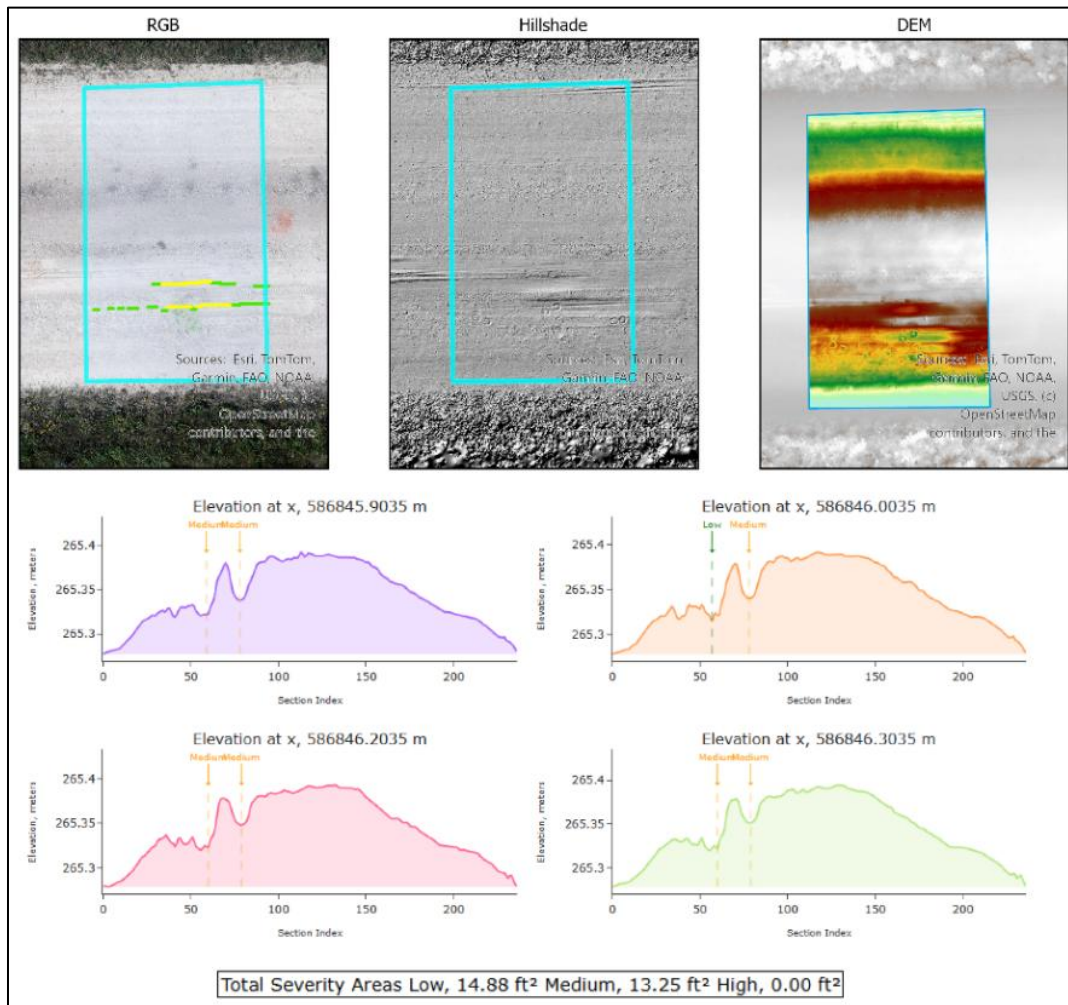 RGB
Hillshade
DEM
Sources: Esri, TomTom,
Garmin, FAO, NOAA,
OpenStreetMap
contributors, and the
Garmin, FAO, NOAA,
Sources: Esri, TomTom,
Garmin, FAO, NOAA,
USGS, (c)
OpenStreetMap
contributors, and the
Elevation at x, 586845.9035 m
Medium
Medium
Elevation, meters
265.4
265.35
265.3
0
50
100
150
200
Section Index
Elevation at x, 586846.0035 m
Low
Medium
Elevation, meters
265.4
265.35
265.3
0
50
100
150
200
Section Index
Elevation at x, 586846.2035 m
Medium
Medium
Elevation, meters
265.4
265.35
265.3
0
50
100
150
200
Section Index
Elevation at x, 586846.3035 m
Medium
Medium
Elevation, meters
265.4
265.35
265.3
0
50
100
150
200
Section Index
Total Severity Areas Low, 14.88 ft² Medium, 13.25 ft² High, 0.00 ft²